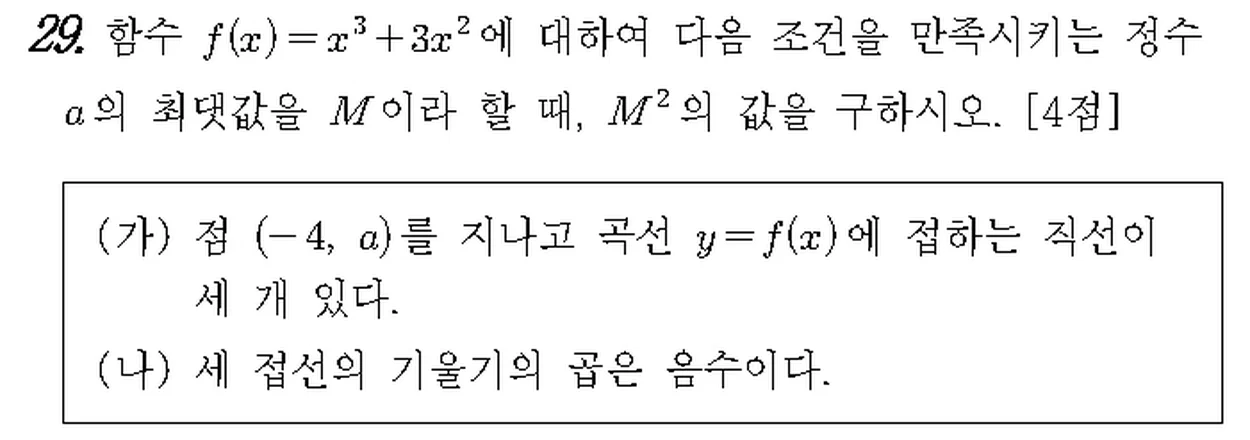 29. 함수 f(x)=x³+3x²에 대하여 다음 조건을 만족시키는 정수
a의 최댓값을 M이라 할 때, M²의 값을 구하시오. [4점]
(가) 점 (-4, a)를 지나고 곡선 y=f(x)에 접하는 직선이
세 개 있다.
(나) 세 접선의 기울기의 곱은 음수이다.